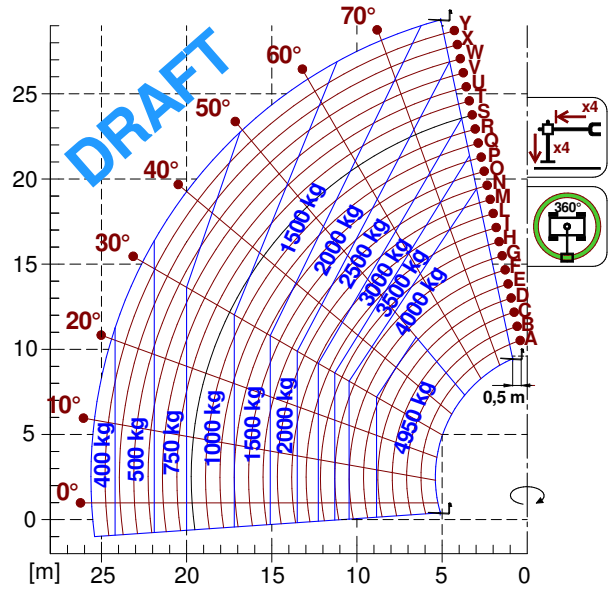 DRAFT
70°
60°
50°
40°
30°
20°
10°
0°
Y
X
W
V
U
T
S
R
Q
P
O
N
M
L
I
H
G
F
E
D
C
B
A
x4
x4
360°
25
20
15
10
5
0
1500 kg
2000 kg
2500 kg
3000 kg
3500 kg
4000 kg
4950 kg
400 kg
500 kg
750 kg
1000 kg
1500 kg
2000 kg
0,5 m
[m]
25
20
15
10
5
0